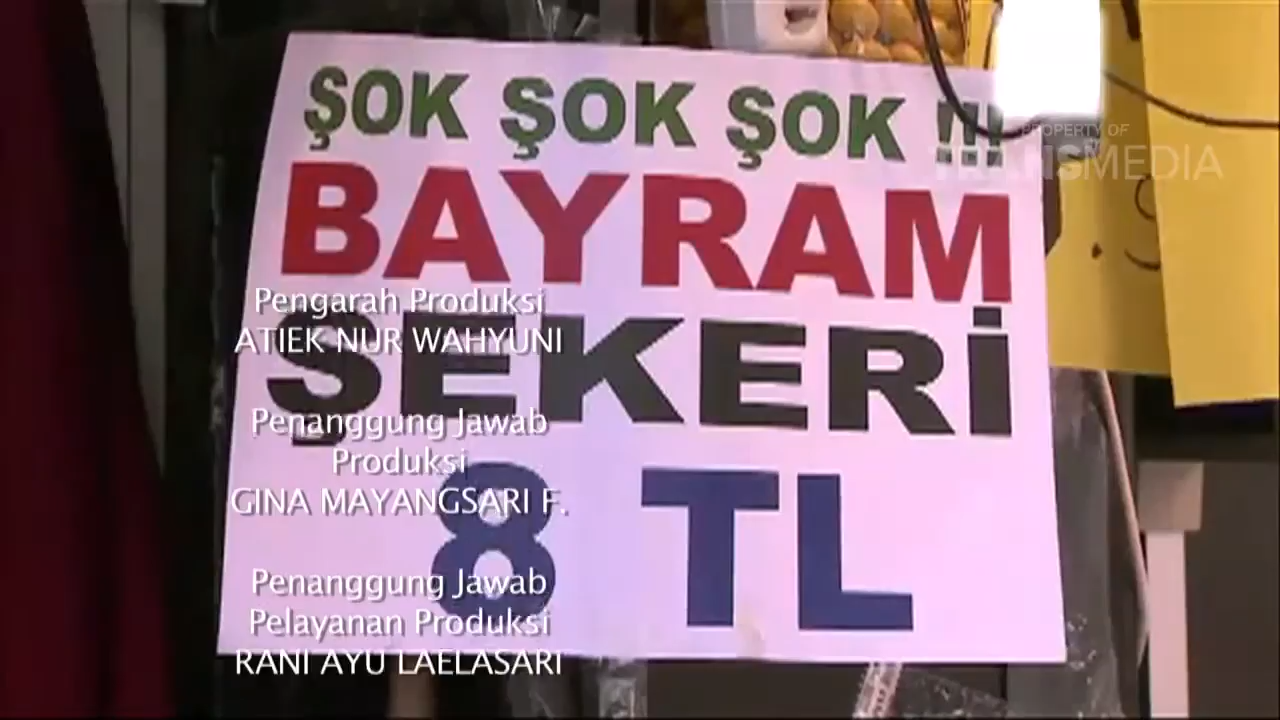 ŞOK ŞOK ŞOK !!!
PROPERTY OF
TRANSMEDIA
BAYRAM
ŞEKERİ
8 TL
Pengarah Produksi
ATIEK NUR WAHYUNI
Penanggung Jawab
Produksi
GINA MAYANGSARI F.
Penanggung Jawab
Pelayanan Produksi
RANI AYU LAELASARI